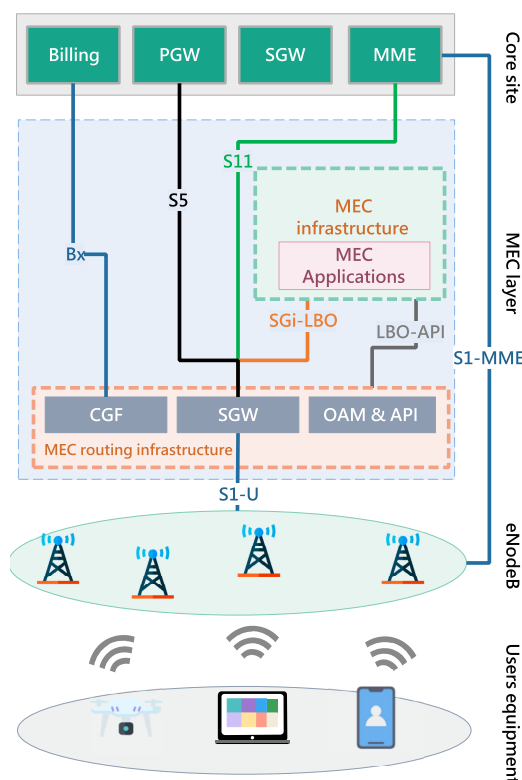 Billing
PGW
SGW
MME
Core site
S11
S5
MEC
infrastructure
MEC
Applications
Bx
MEC layer
SGi-LBO
LBO-API
S1-MME
CGF
SGW
OAM & API
MEC routing infrastructure
S1-U
eNodeB
Users equipment